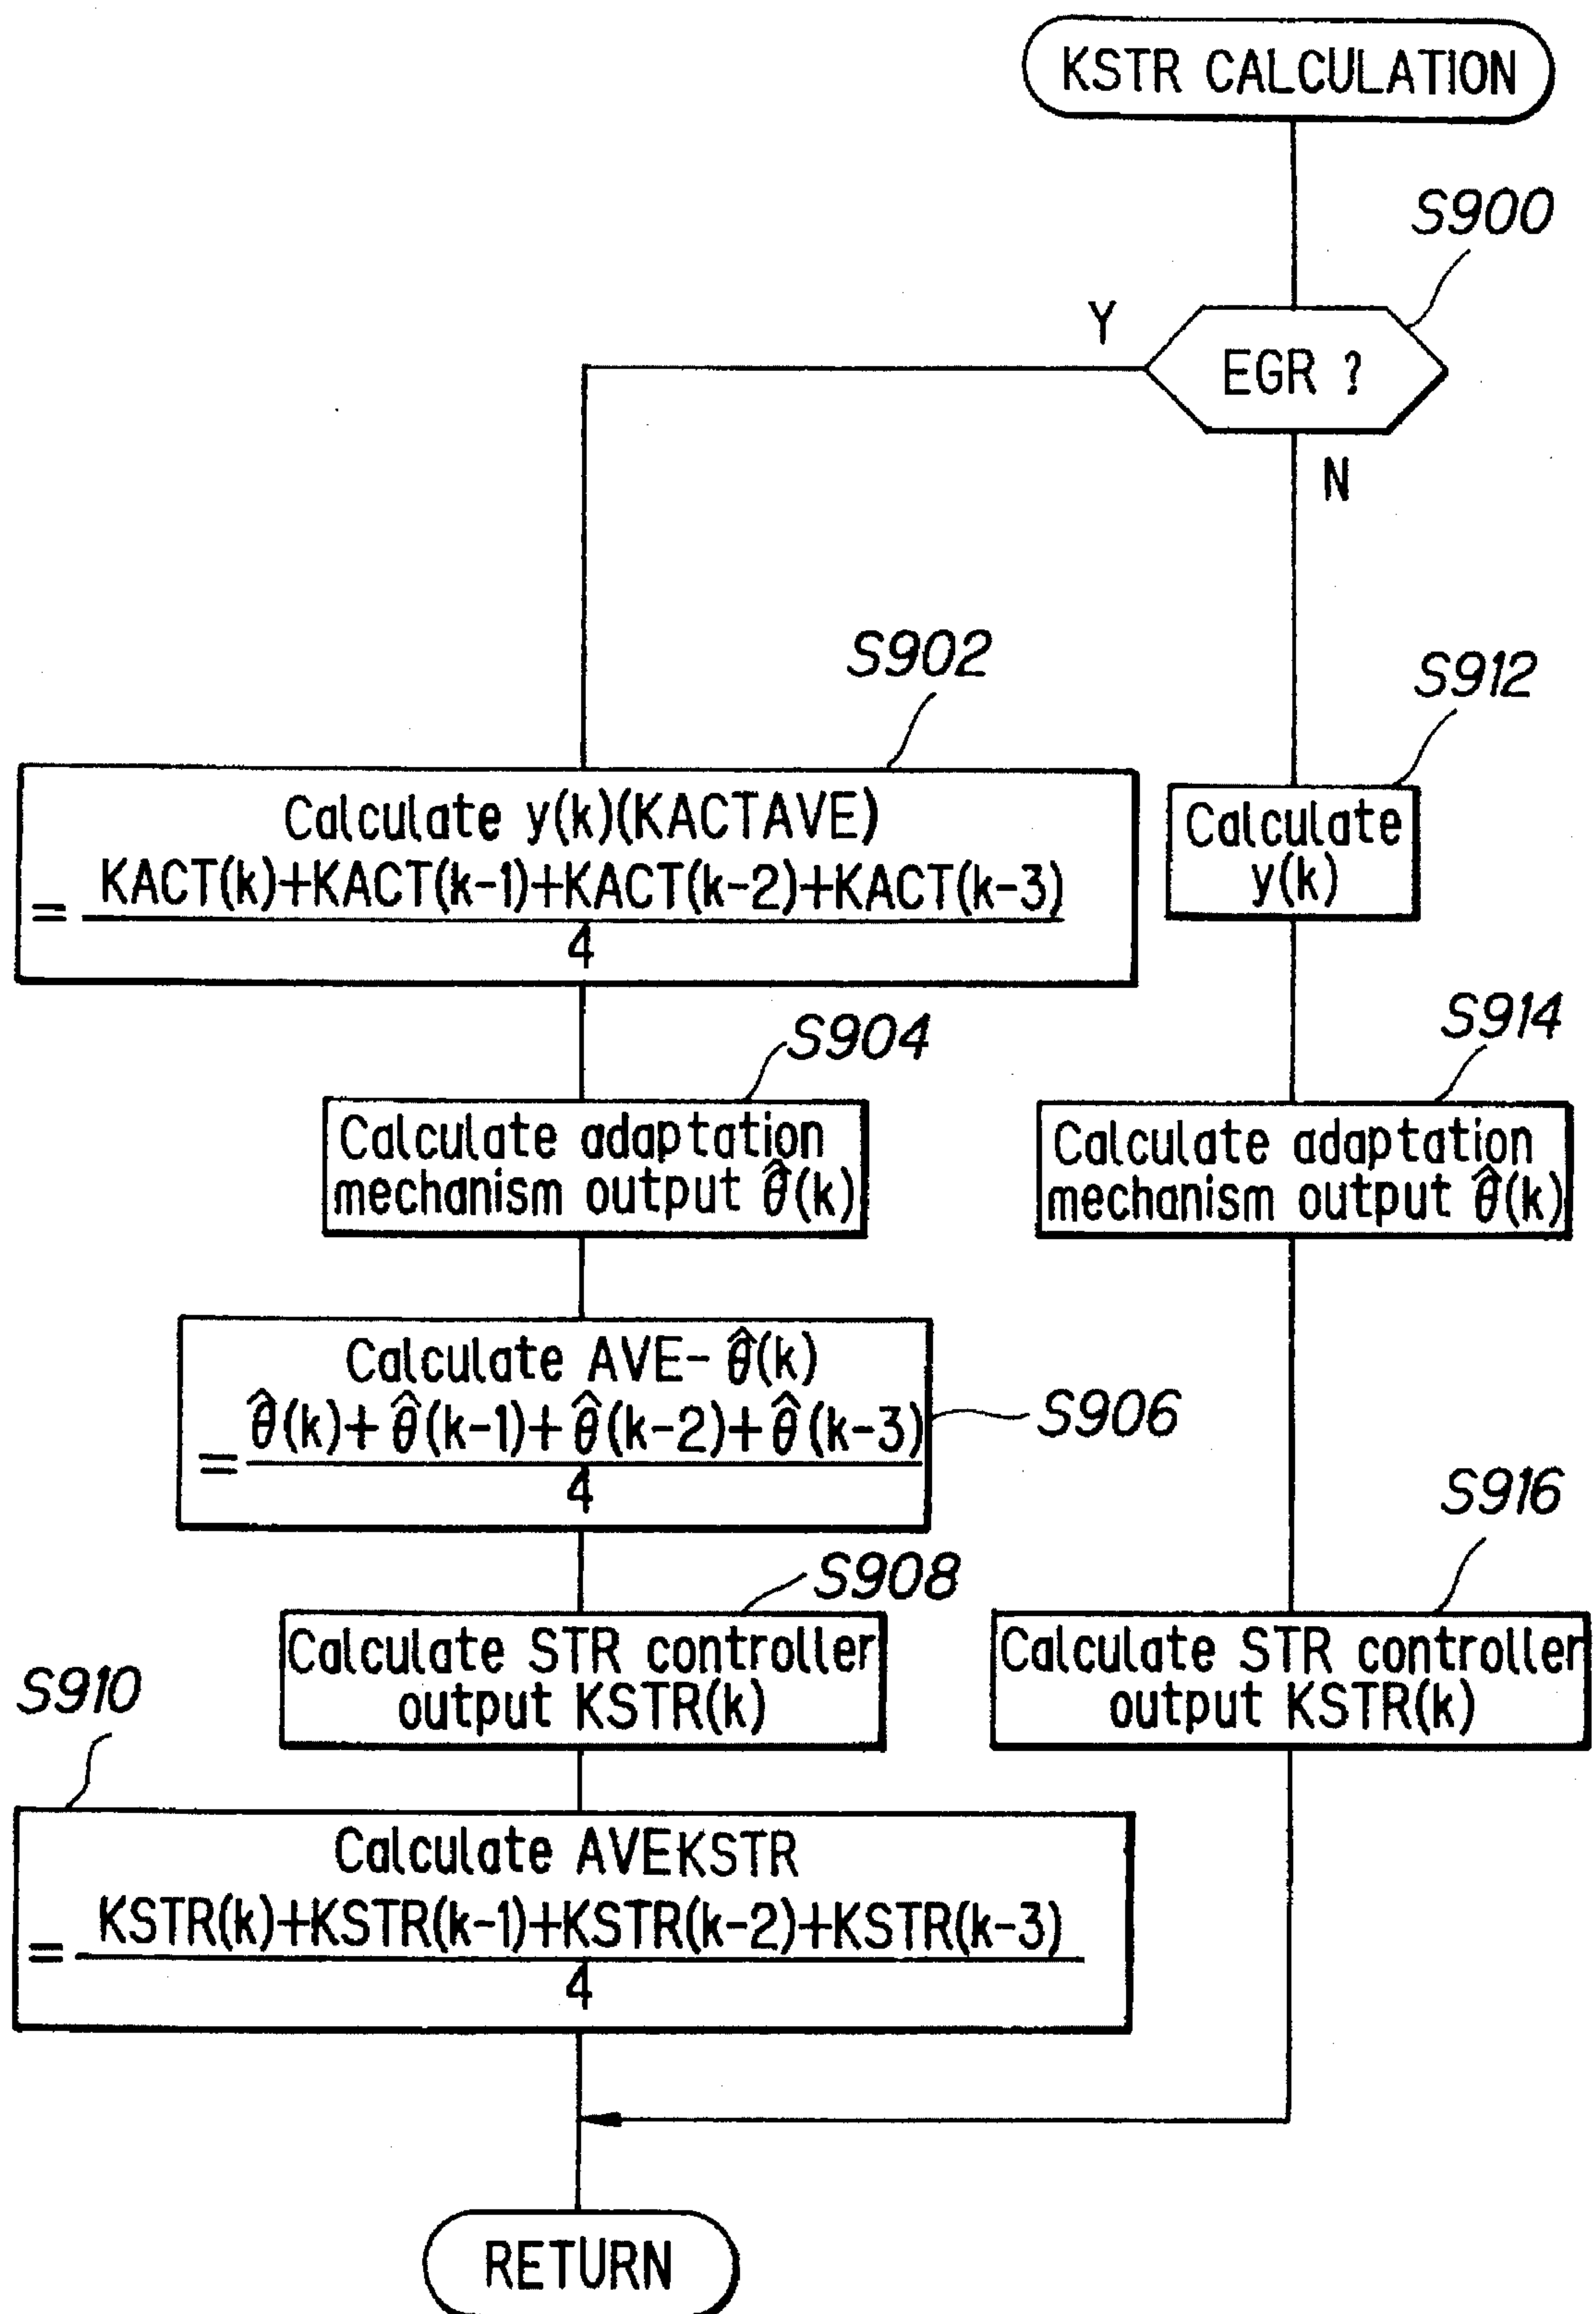 KSTR CALCULATION
S900
Y
EGR ?
N
S902
Calculate y(k)(KACTAVE)
= KACT(k)+KACT(k-1)+KACT(k-2)+KACT(k-3)
4
S904
Calculate adaptation
mechanism output θ̂(k)
Calculate AVE- θ̂(k)
= θ̂(k)+ θ̂(k-1)+ θ̂(k-2)+ θ̂(k-3)
4
S906
S908
Calculate STR controller
output KSTR(k)
S910
Calculate AVEKSTR
= KSTR(k)+KSTR(k-1)+KSTR(k-2)+KSTR(k-3)
4
S912
Calculate
y(k)
S914
Calculate adaptation
mechanism output θ̂(k)
S916
Calculate STR controller
output KSTR(k)
RETURN